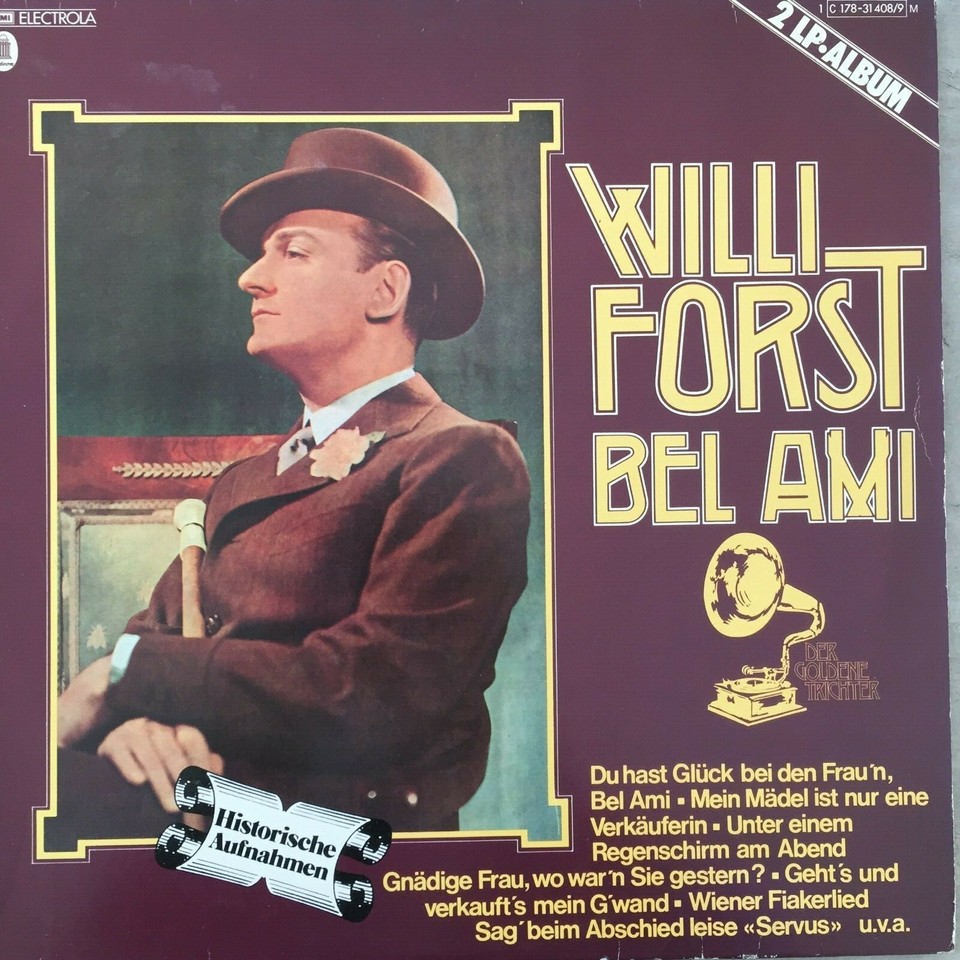 EMI ELECTROLA
1 C 178-31 408/9 M
2 LP·ALBUM
WILLI
FORST
BEL AMI
DER
GOLDENE
TRICHTER
Historische
Aufnahmen
Du hast Glück bei den Frau´n,
Bel Ami ▪ Mein Mädel ist nur eine
Verkäuferin ▪ Unter einem
Regenschirm am Abend
Gnädige Frau, wo war´n Sie gestern? ▪ Geht´s und
verkauft´s mein G´wand ▪ Wiener Fiakerlied
Sag´ beim Abschied leise «Servus» u.v.a.